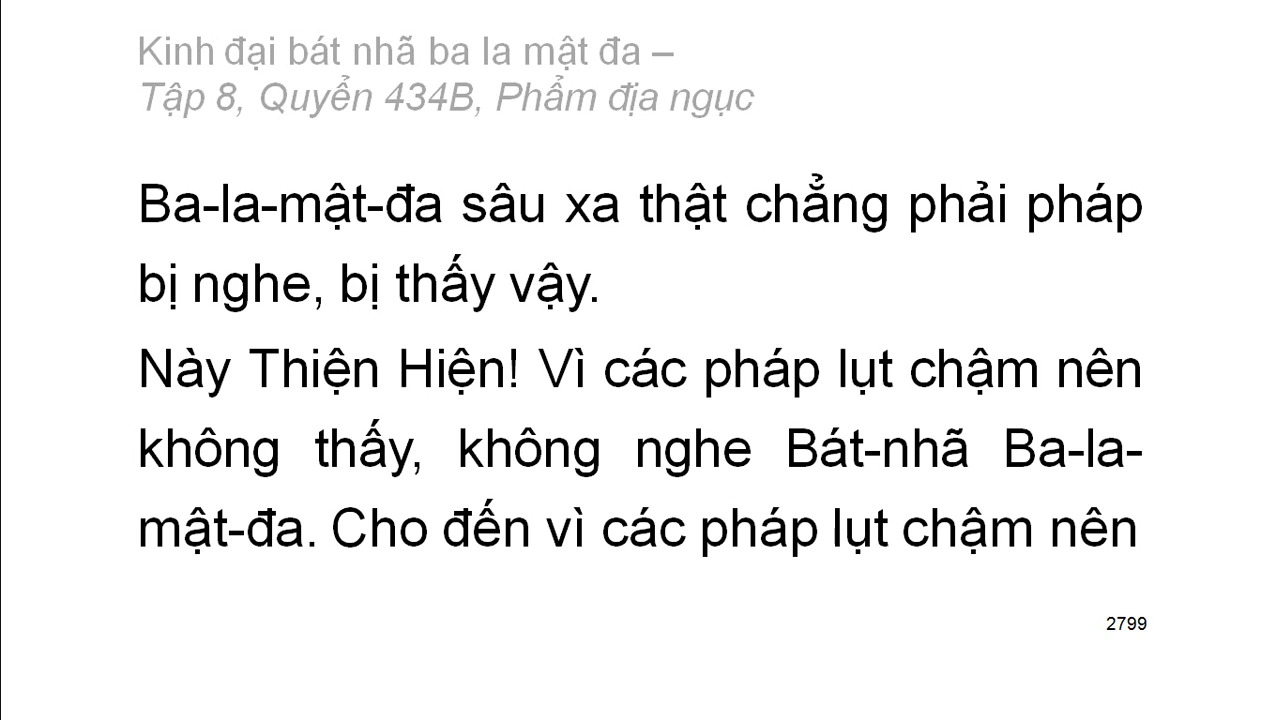 Kinh đại bát nhã ba la mật đa –
Tập 8, Quyển 434B, Phẩm địa ngục
Ba-la-mật-đa sâu xa thật chẳng phải pháp
bị nghe, bị thấy vậy.
Này Thiện Hiện! Vì các pháp lụt chậm nên
không thấy, không nghe Bát-nhã Ba-la-
mật-đa. Cho đến vì các pháp lụt chậm nên
2799